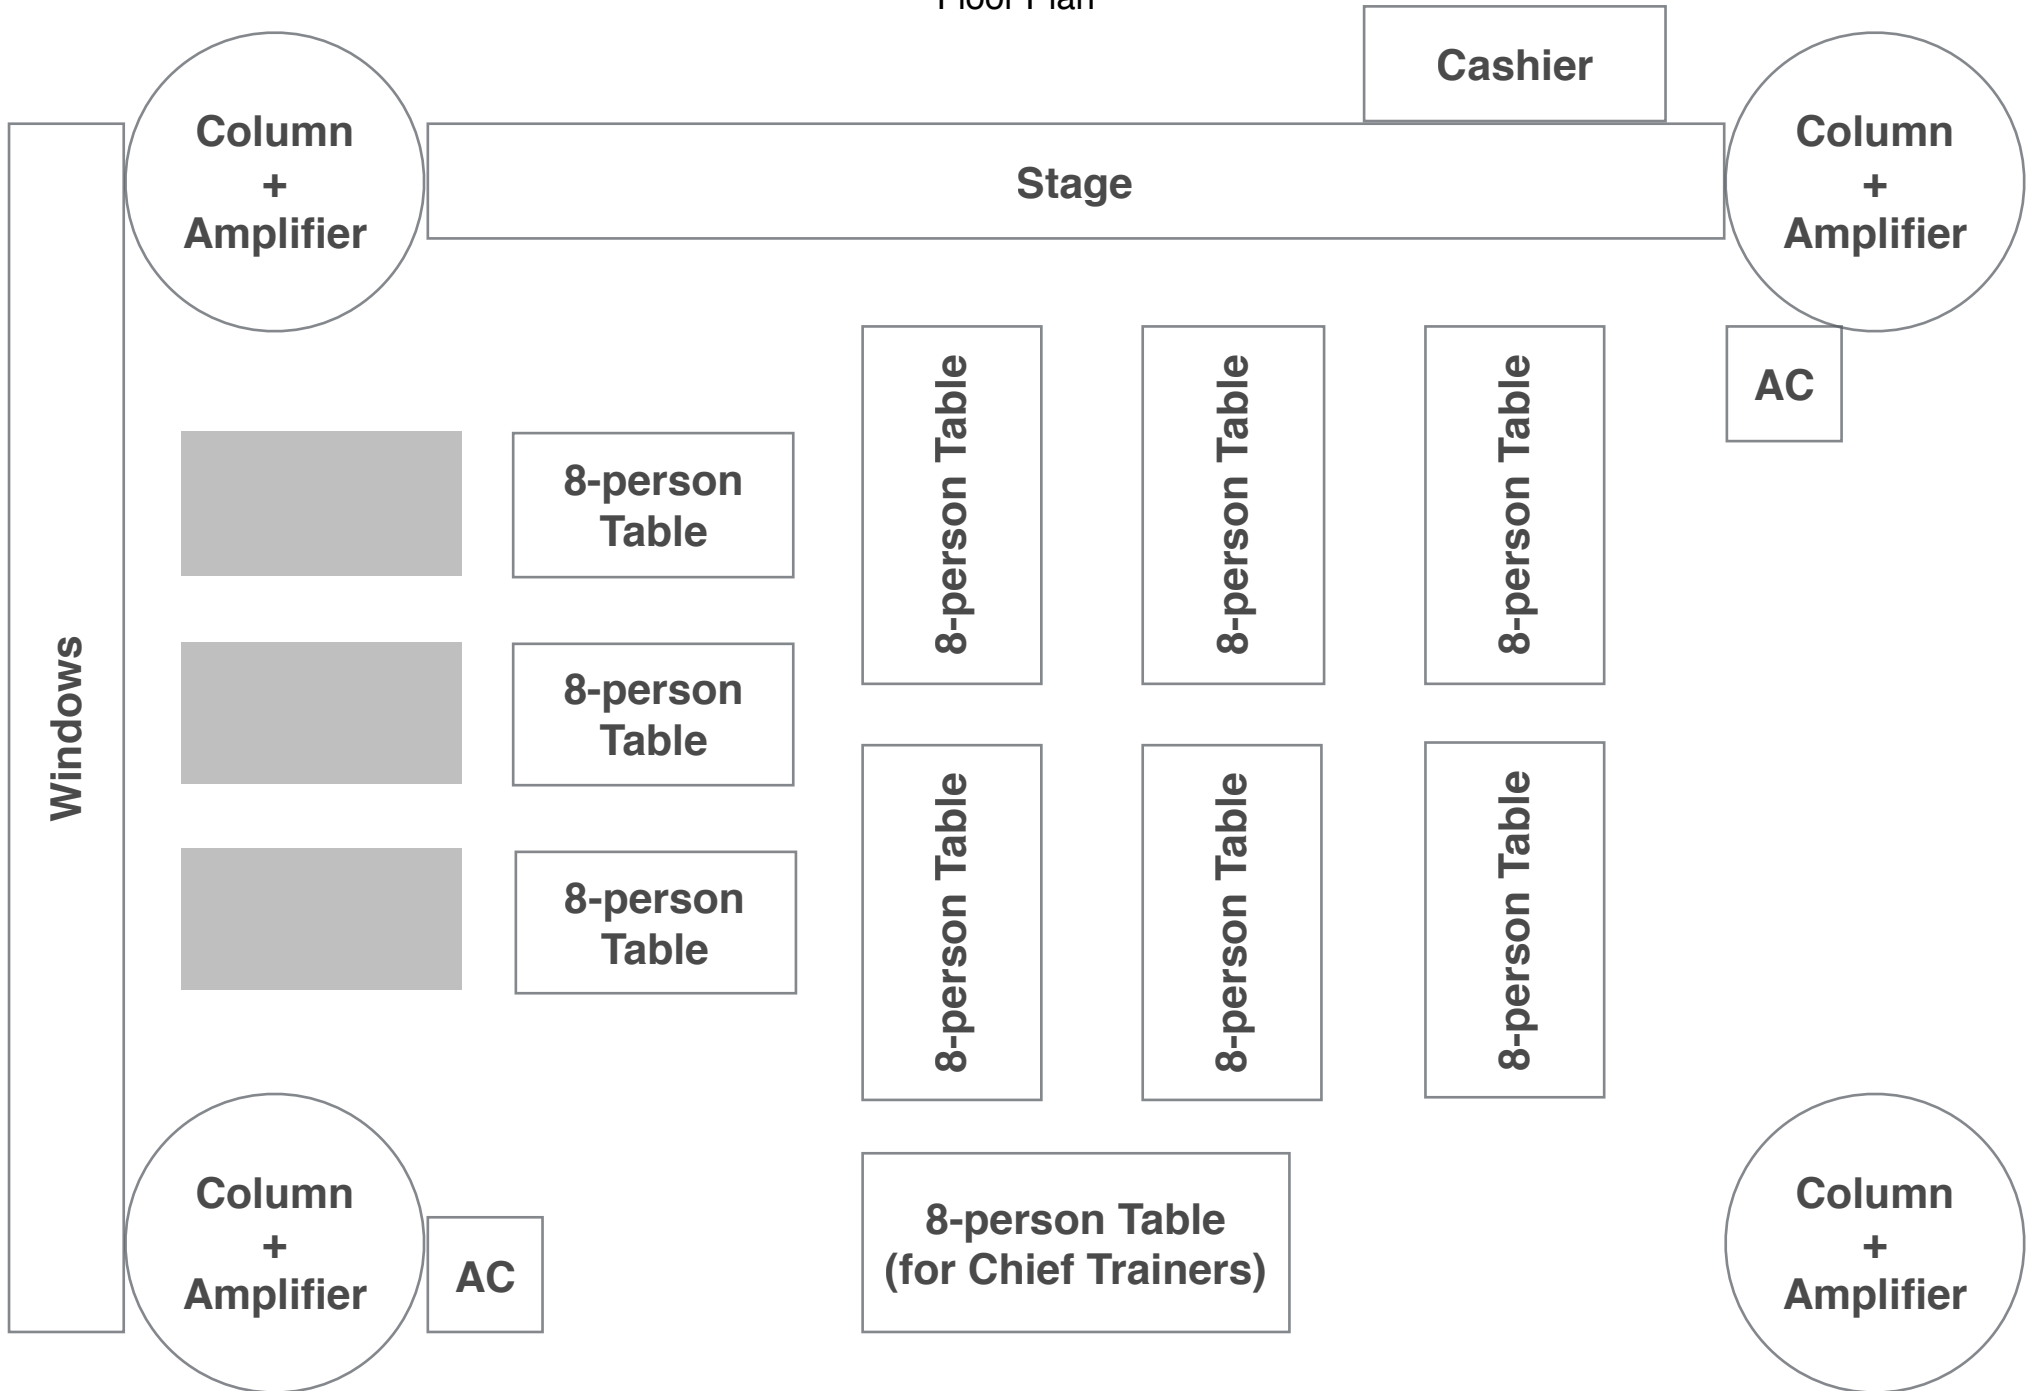 Floor Plan
Cashier
Column
+
Amplifier
Stage
Column
+
Amplifier
AC
8-person Table
8-person Table
8-person Table
8-person
Table
8-person
Table
8-person
Table
Windows
8-person Table
8-person Table
8-person Table
Column
+
Amplifier
AC
8-person Table
(for Chief Trainers)
Column
+
Amplifier